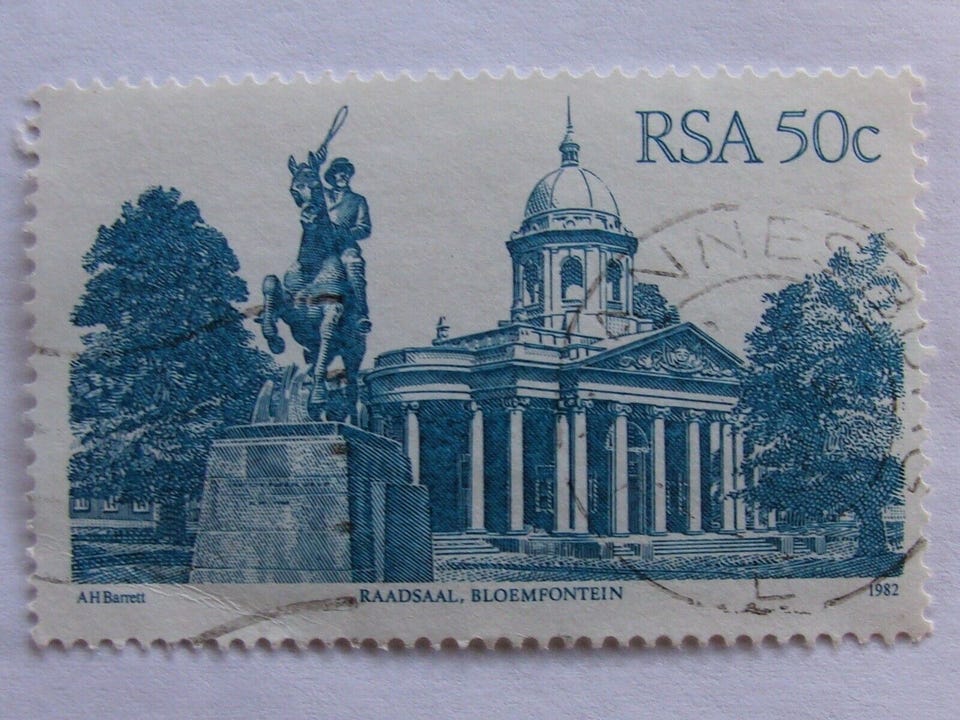 RSA 50c
A H Barrett
RAADSAAL, BLOEMFONTEIN
1982